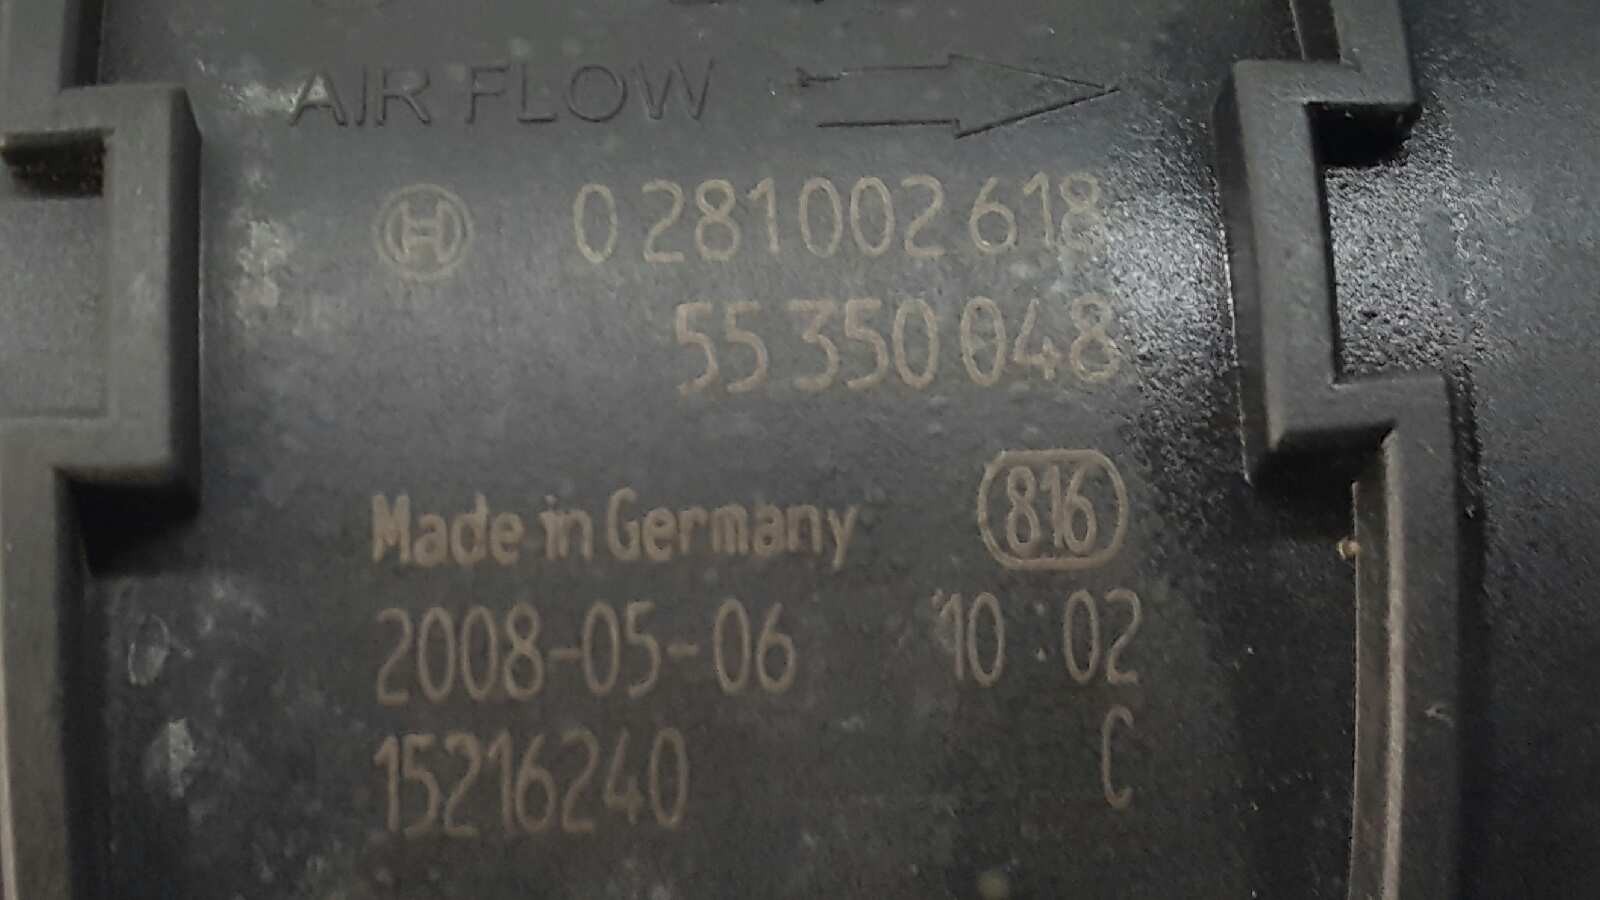 AIR FLOW
0 281 002 618
55 350 048
Made in Germany 816
2008-05-06 10:02
15216240 C